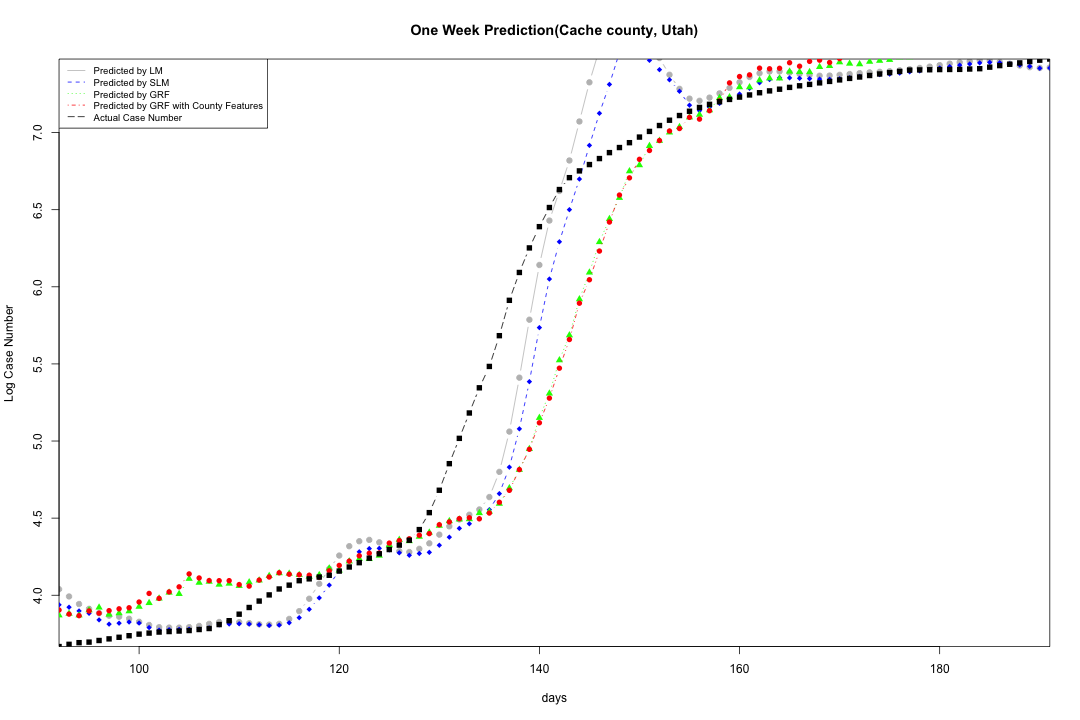 One Week Prediction(Cache county, Utah)
Predicted by LM
Predicted by SLM
Predicted by GRF
Predicted by GRF with County Features
Actual Case Number
Log Case Number
7.0
6.5
6.0
5.5
5.0
4.5
4.0
100 120 140 160 180
days